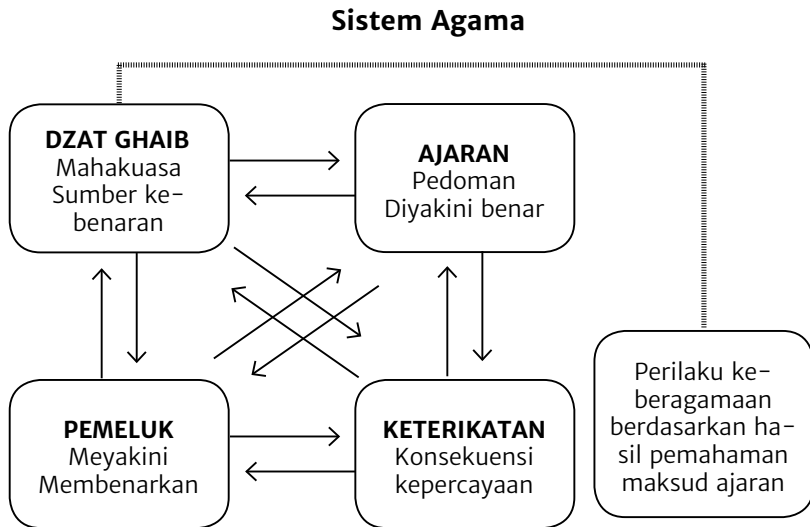 Sistem Agama
DZAT GHAIB
Mahakuasa
Sumber ke-
benaran
AJARAN
Pedoman
Diyakini benar
PEMELUK
Meyakini
Membenarkan
KETERIKATAN
Konsekuensi
kepercayaan
Perilaku ke-
beragamaan
berdasarkan ha-
sil pemahaman
maksud ajaran